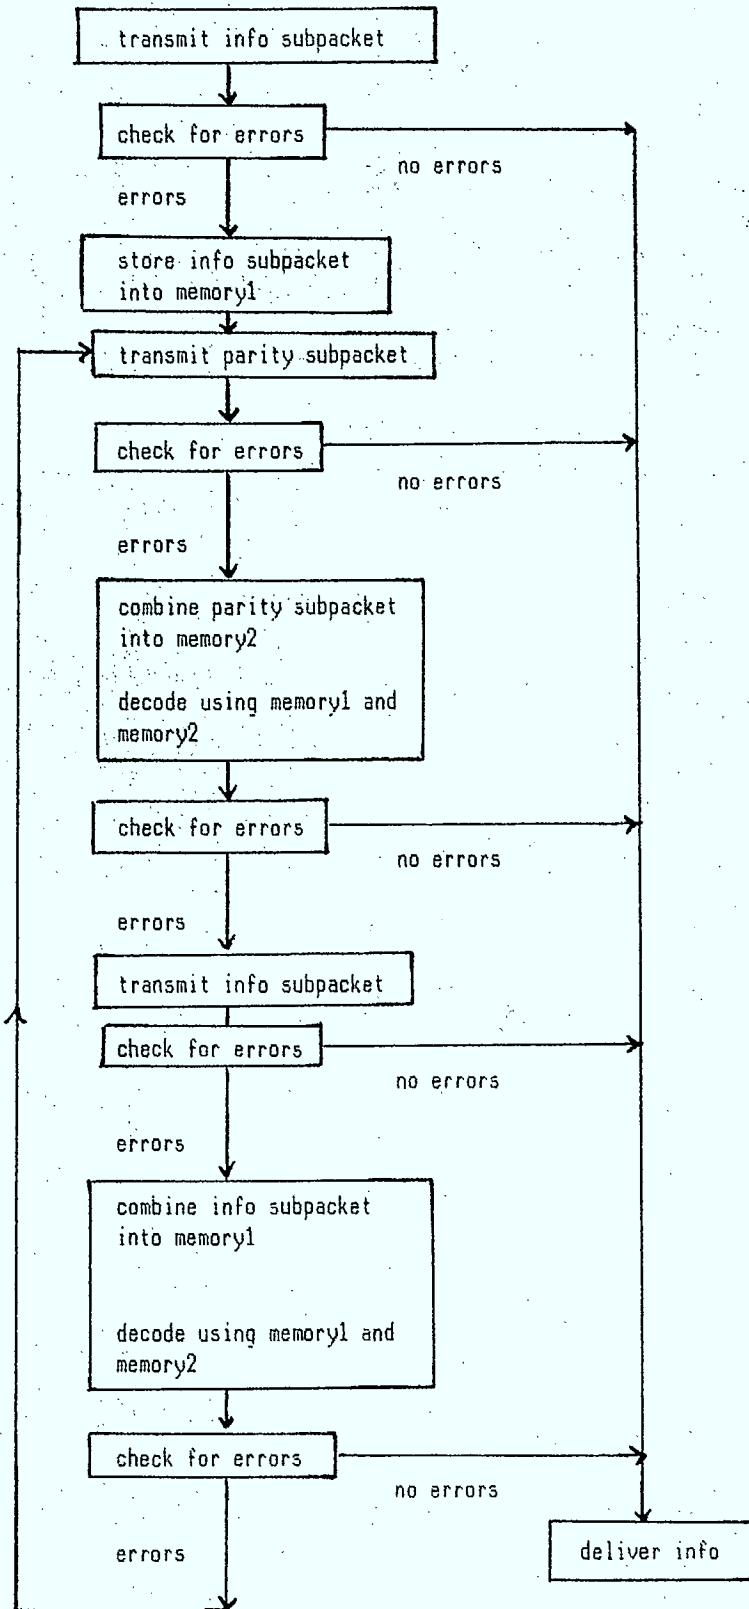 transmit info subpacket
check for errors
no errors
errors
store info subpacket
into memory1
transmit parity subpacket
check for errors
no errors
errors
combine parity subpacket
into memory2
decode using memory1 and
memory2
check for errors
no errors
errors
transmit info subpacket
check for errors
no errors
errors
combine info subpacket
into memory1
decode using memory1 and
memory2
check for errors
no errors
errors
deliver info